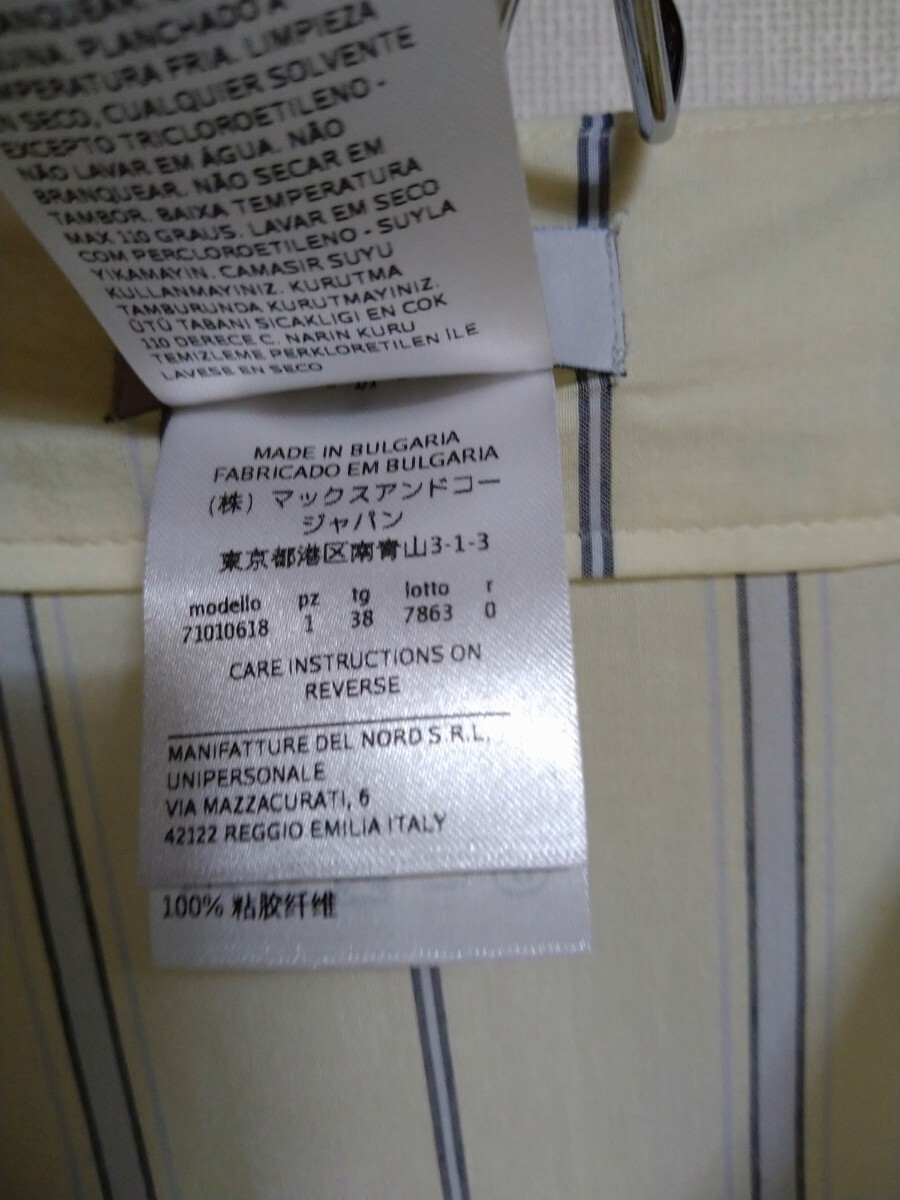 PLANCHADO A
TEMPERATURA FRIA. LIMPIEZA
EN SECO, CUALQUIER SOLVENTE
EXCEPTO TRICLOROETILENO -
NÃO LAVAR EM ÁGUA. NÃO
BRANQUEAR. NÃO SECAR EM
TAMBOR. BAIXA TEMPERATURA
MAX 110 GRAUS. LAVAR EM SECO
COM PERCLOROETILENO - SUYLA
YIKAMAYIN. CAMASIR SUYU
KULLANMAYINIZ. KURUTMA
TAMBURUNDA KURUTMAYINIZ.
ÜTÜ TABANI SICAKLIGI EN COK
110 DERECE C. NARIN KURU
TEMIZLEME PERKLORETILEN İLE
LAVESE EN SECO
MADE IN BULGARIA
FABRICADO EM BULGARIA
(株) マックスアンドコー
ジャパン
東京都港区南青山3-1-3
modello pz tg lotto r
71010618 1 38 7863 0
CARE INSTRUCTIONS ON
REVERSE
MANIFATTURE DEL NORD S.R.L.
UNIPERSONALE
VIA MAZZACURATI, 6
42122 REGGIO EMILIA ITALY
100% 粘胶纤维